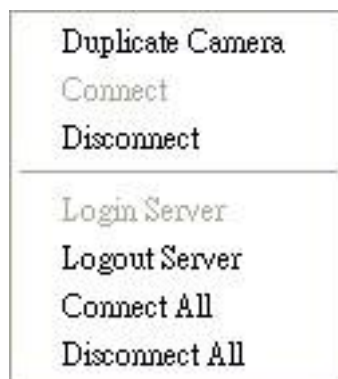 Duplicate Camera
Connect
Disconnect
Login Server
Logout Server
Connect All
Disconnect All